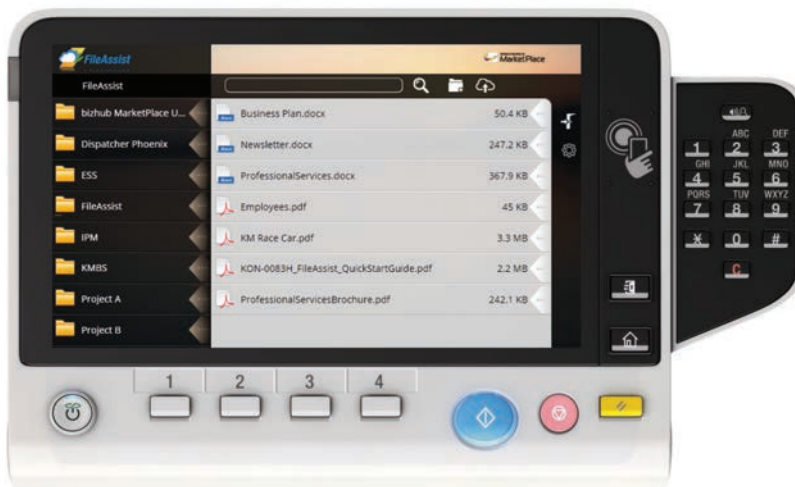 FileAssist
MarketPlace
FileAssist
bizhub MarketPlace U...
Business Plan.docx 50.4 KB
Dispatcher Phoenix
Newsletter.docx 247.2 KB
ESS
ProfessionalServices.docx 367.9 KB
FileAssist
Employees.pdf 45 KB
IPM
KM Race Car.pdf 3.3 MB
KMBS
KON-0083H_FileAssist_QuickStartGuide.pdf 2.2 MB
Project A
ProfessionalServicesBrochure.pdf 242.1 KB
Project B
ABC DEF
1 2 3
GHI JKL MNO
4 5 6
PQRS TUV WXYZ
7 8 9
* 0 #
C
1 2 3 4